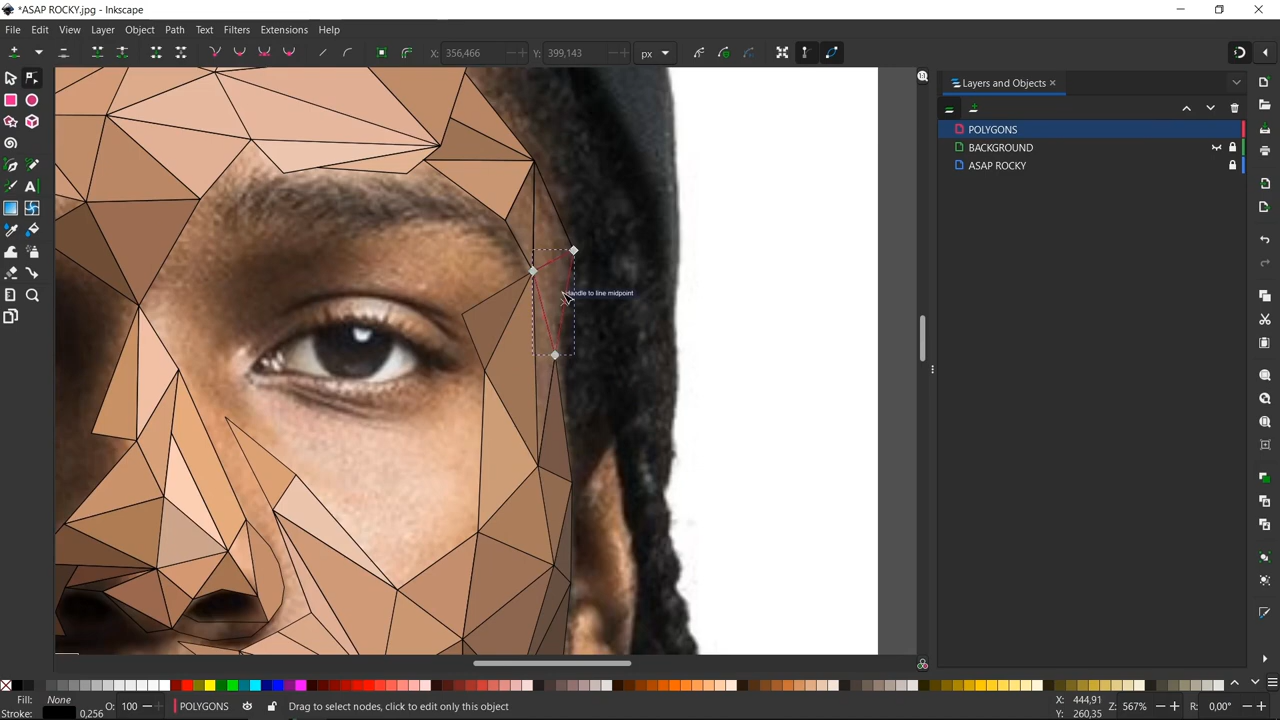 *ASAP ROCKY.jpg - Inkscape
File Edit View Layer Object Path Text Filters Extensions Help
X: 356,466 Y: 399,143 px
Layers and Objects
POLYGONS
BACKGROUND
ASAP ROCKY
Handle to line midpoint
Fill: None
Stroke: 0,256
O: 100
POLYGONS
Drag to select nodes, click to edit only this object
X: 444,91
Y: 260,35
Z: 567%
R: 0,00°